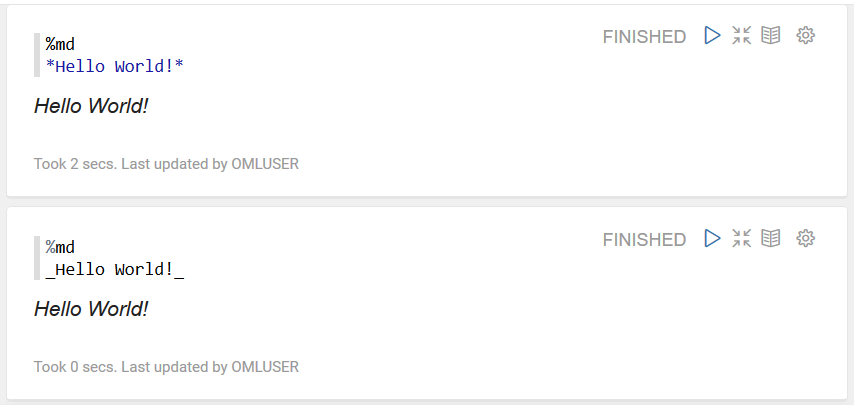 %md
*Hello World!*
FINISHED
Hello World!
Took 2 secs. Last updated by OMLUSER
%md
_Hello World!_
FINISHED
Hello World!
Took 0 secs. Last updated by OMLUSER